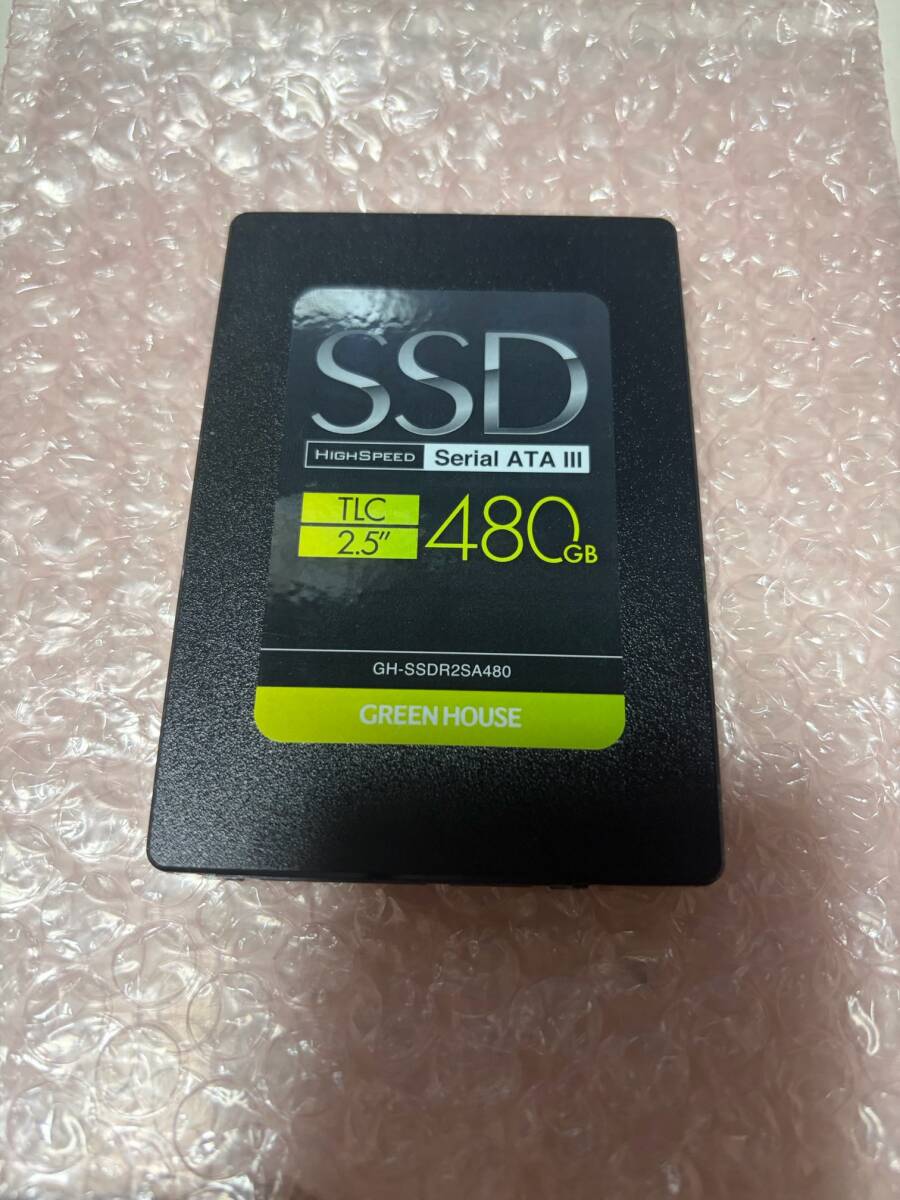 SSD
HIGHSPEED Serial ATA III
TLC
2.5" 480GB
GH-SSDR2SA480
GREEN HOUSE